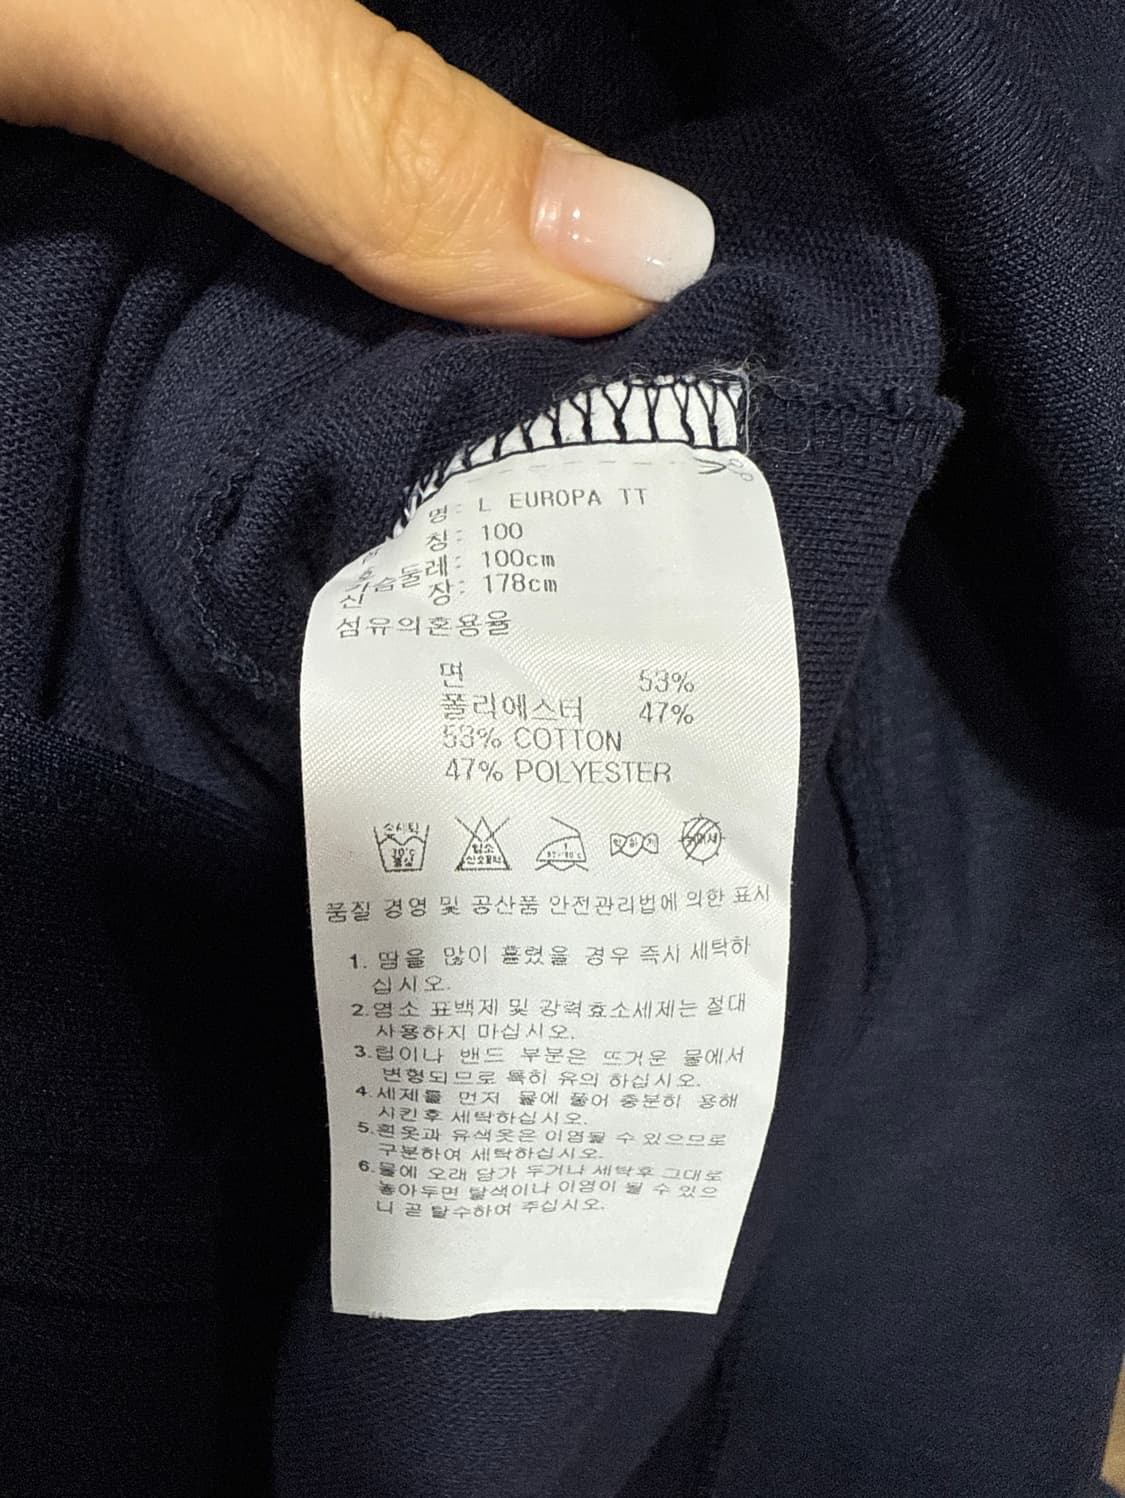 명: L EUROPA TT
칭: 100
가 슴 둘 레: 100cm
신 장: 178cm
섬유의혼용율
면 53%
폴리에스터 47%
53% COTTON
47% POLYESTER
품질 경영 및 공산품 안전관리법에 의한 표시
1. 땀을 많이 흘렸을 경우 즉시 세탁하
십시오.
2.염소 표백제 및 강력효소세제는 절대
사용하지 마십시오.
3.립이나 밴드 부분은 뜨거운 물에서
변형되므로 특히 유의 하십시오.
4.세제를 먼저 물에 풀어 충분히 용해
시킨후 세탁하십시오.
5.흰옷과 유색옷은 이염될 수 있으므로
구분하여 세탁하십시오.
6.물에 오래 담가 두거나 세탁후 그대로
놓아두면 탈색이나 이염이 될 수 있으
니 곧 탈수하여 주십시오.